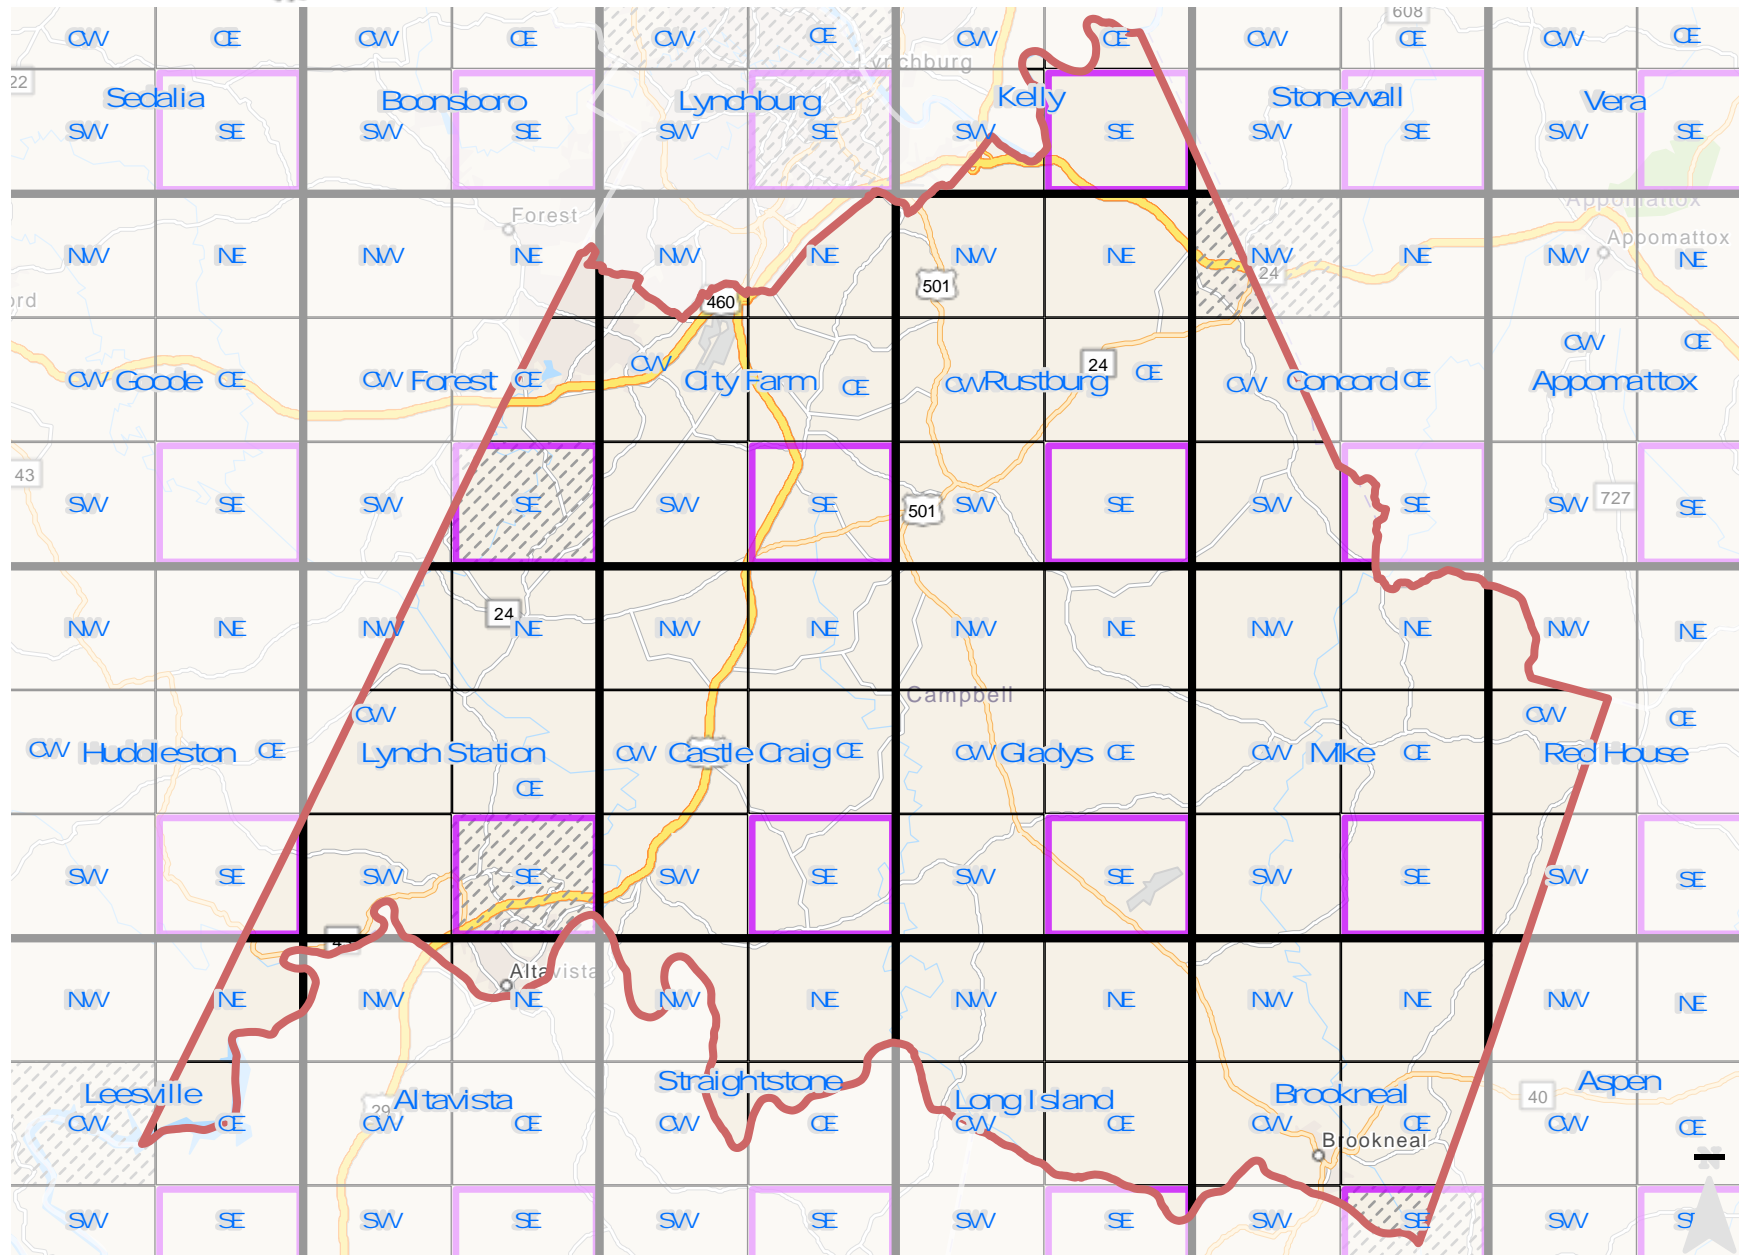 CW CE CW CE CW CE CW CE CW 608 CE CW CE
22 Lynchburg
Sedalia Boonsboro Lynchburg Kelly Stonewall Vera
SW SE SW SE SW SE SW SE SW SE SW SE
Forest Appomattox
Appomattox
NW NE NW NE NW NE NW NE NW NE NW NE
24
501
460
CW CE
CW 24 CE
CW Goode CE CW Forest CE City Farm CE CW Rustburg CW Concord CE Appomattox
43
SW SE SW SE SW SE 501 SW SE SW SE SW 727 SE
24
NW NE NW NE NW NE NW NE NW NE NW NE
Campbell
CW CW CE
CW Huddleston CE Lynch Station CW Castle Craig CE CW Gladys CE CW Mike CE Red House
CE
SW SE SW SE SW SE SW SE SW SE SW SE
Altavista
NW NE NW NE NW NE NW NE NW NE NW NE
Leesville Altavista Straightstone Long Island Brookneal Aspen
29 40
CW CE CW CE CW CE CW CE CW CE CW CE
Brookneal
SW SE SW SE SW SE SW SE SW SE SW